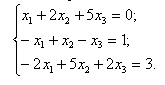 x₁ + 2x₂ + 5x₃ = 0;
− x₁ + x₂ − x₃ = 1;
− 2x₁ + 5x₂ + 2x₃ = 3.